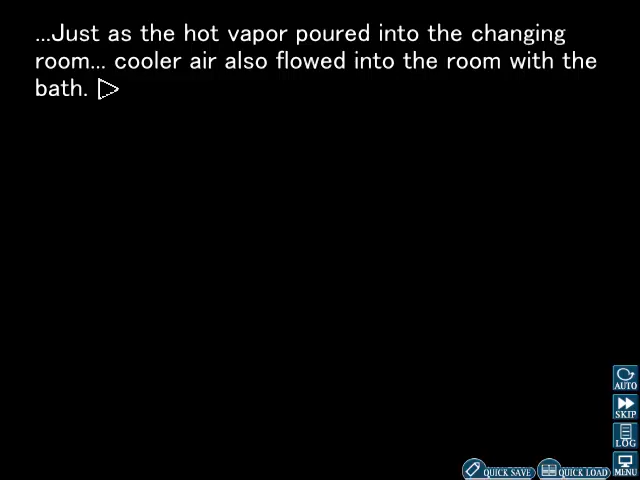 ...Just as the hot vapor poured into the changing
room... cooler air also flowed into the room with the
bath.
AUTO
SKIP
LOG
MENU
QUICK SAVE
QUICK LOAD